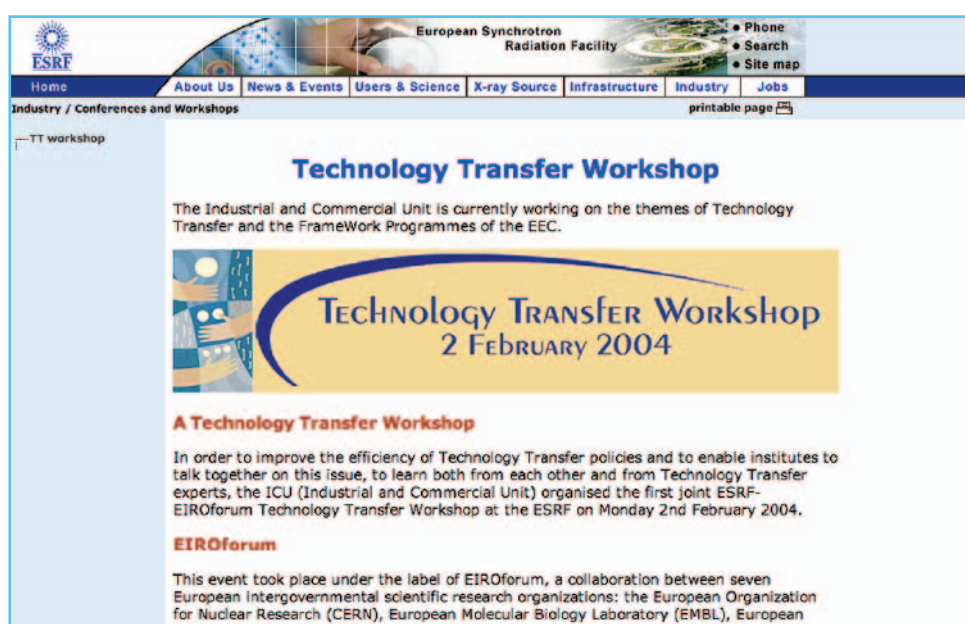 European Synchrotron
Radiation Facility
Phone
Search
Site map
ESRF
Home
About Us
News & Events
Users & Science
X-ray Source
Infrastructure
Industry
Jobs
Industry / Conferences and Workshops
printable page
TT workshop
Technology Transfer Workshop
The Industrial and Commercial Unit is currently working on the themes of Technology
Transfer and the FrameWork Programmes of the EEC.
Technology Transfer Workshop
2 February 2004
A Technology Transfer Workshop
In order to improve the efficiency of Technology Transfer policies and to enable institutes to
talk together on this issue, to learn both from each other and from Technology Transfer
experts, the ICU (Industrial and Commercial Unit) organised the first joint ESRF-
EIROforum Technology Transfer Workshop at the ESRF on Monday 2nd February 2004.
EIROforum
This event took place under the label of EIROforum, a collaboration between seven
European intergovernmental scientific research organizations: the European Organization
for Nuclear Research (CERN), European Molecular Biology Laboratory (EMBL), European